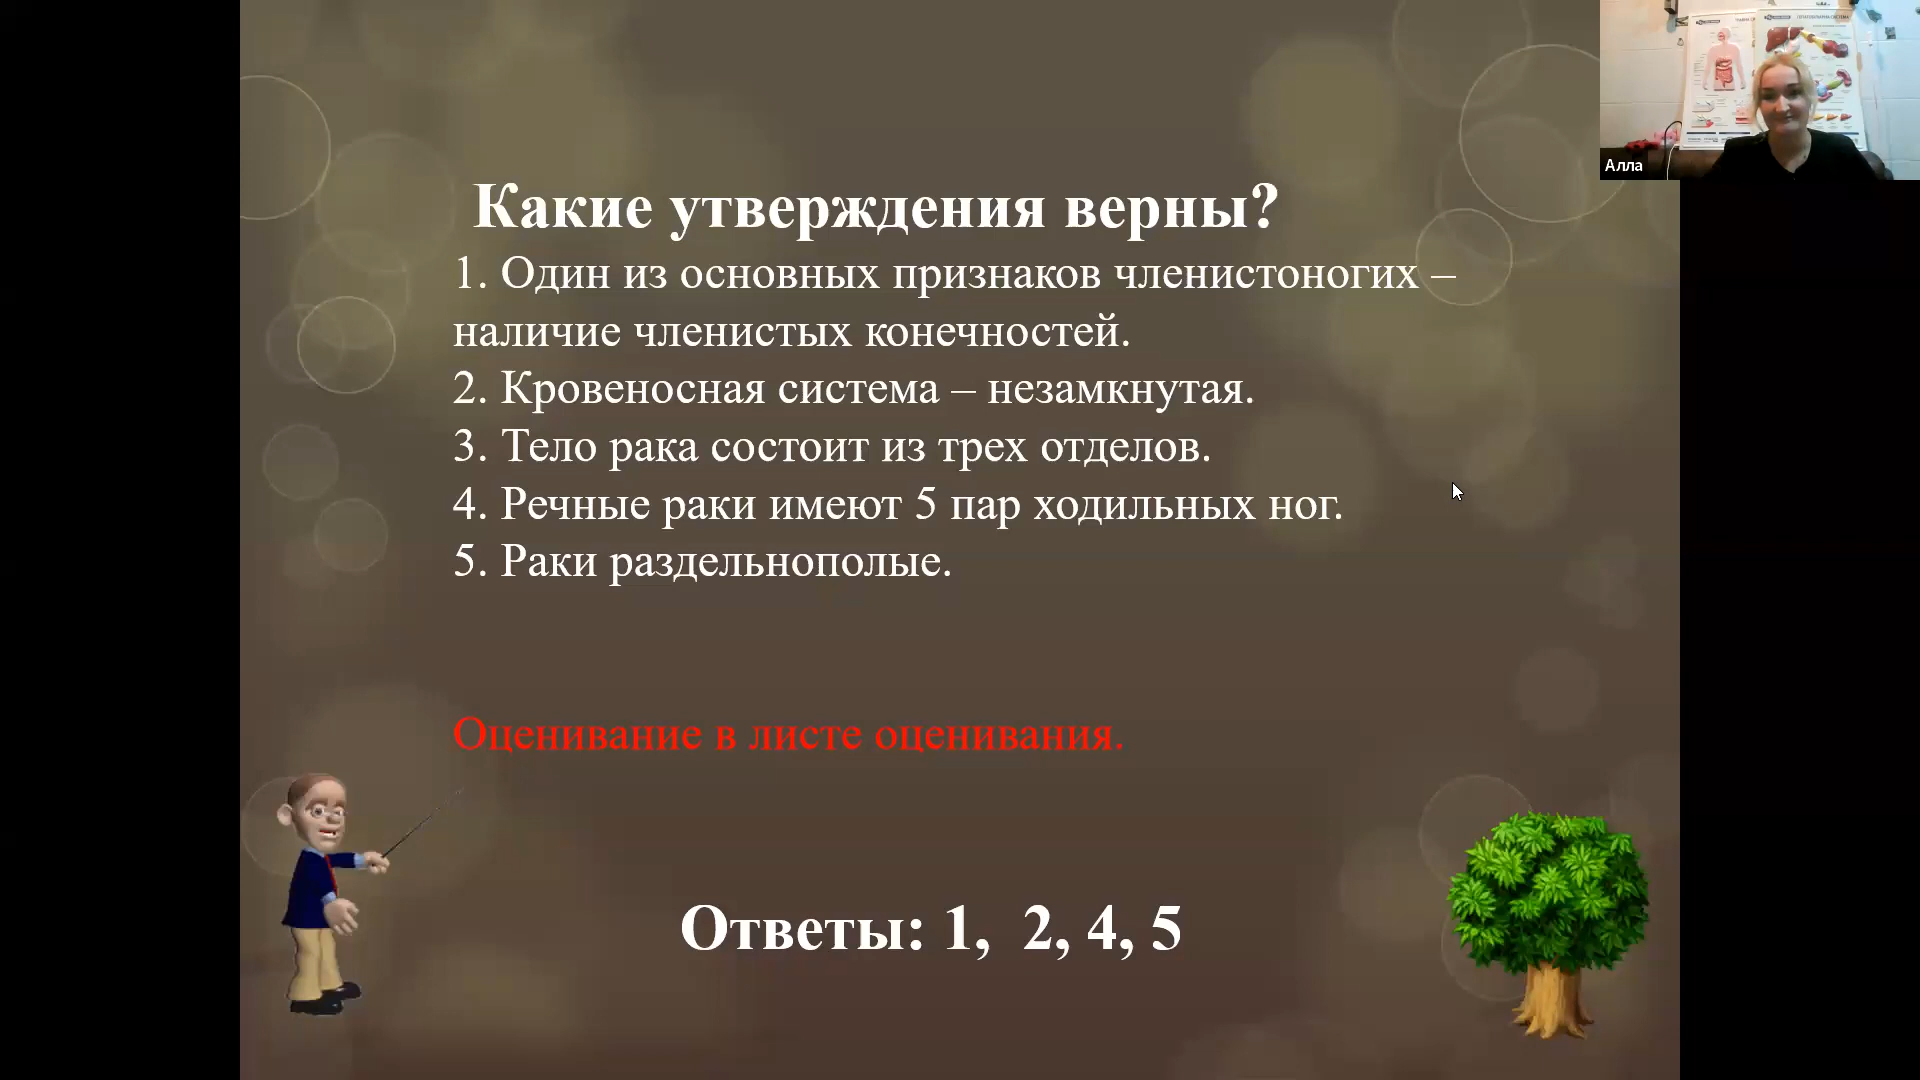 Какие утверждения верны?
1. Один из основных признаков членистоногих –
наличие членистых конечностей.
2. Кровеносная система – незамкнутая.
3. Тело рака состоит из трех отделов.
4. Речные раки имеют 5 пар ходильных ног.
5. Раки раздельнополые.
Оценивание в листе оценивания.
Ответы: 1,  2, 4, 5
Алла